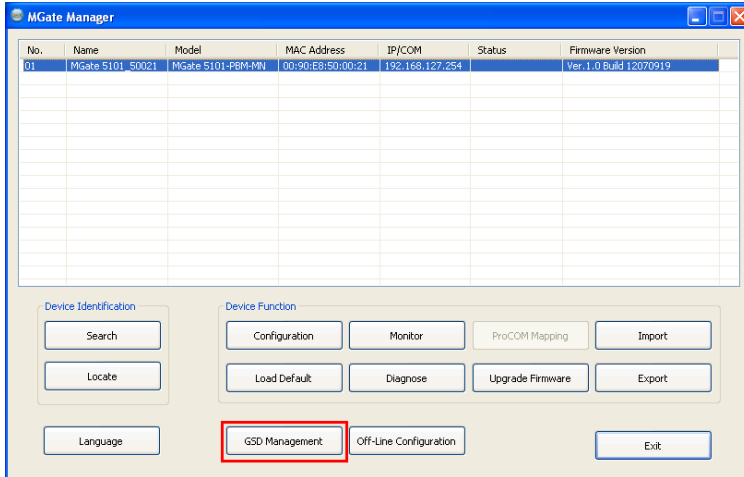 MGate Manager
No. Name Model MAC Address IP/COM Status Firmware Version
01 MGate 5101_50021 MGate 5101-PBM-MN 00:90:E8:50:00:21 192.168.127.254 Ver.1.0 Build 12070919
Device Identification Device Function
Search Configuration Monitor ProCOM Mapping Import
Locate Load Default Diagnose Upgrade Firmware Export
Language GSD Management Off-Line Configuration Exit